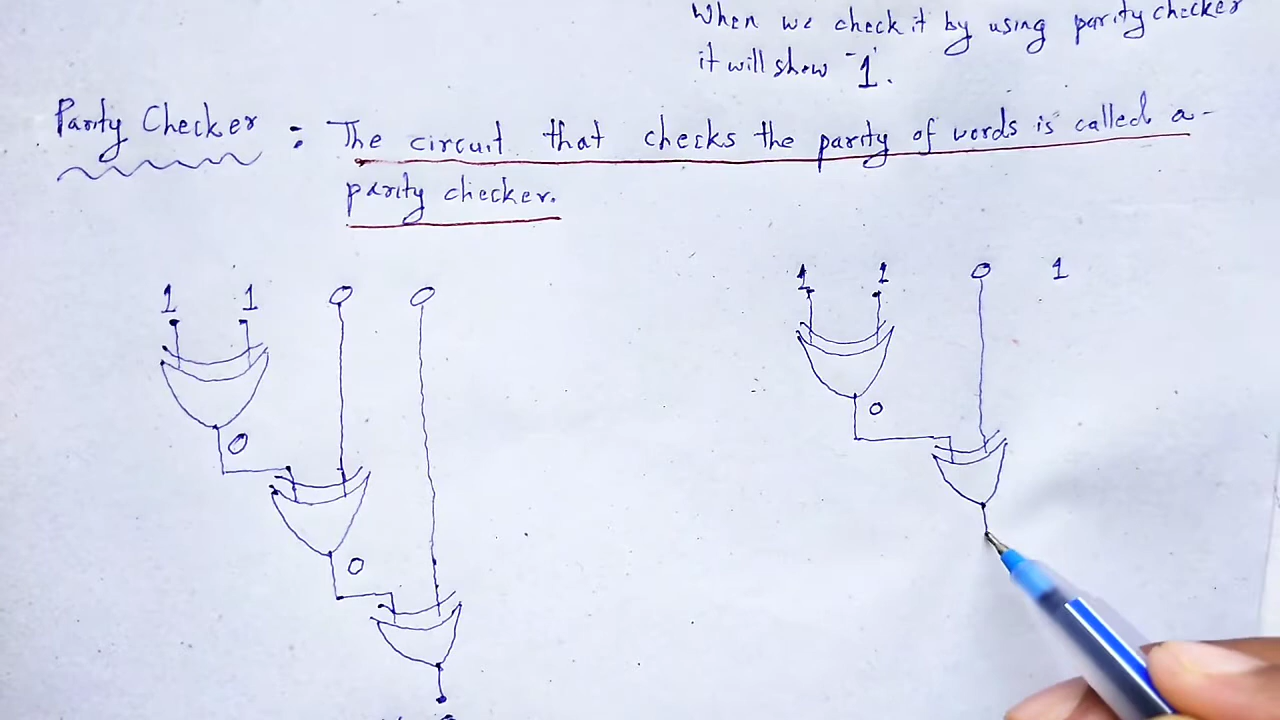 When we check it by using parity checker
it will show "1".
Parity Checker : The circuit that checks the parity of words is called a-
parity checker.
1 1 0 0
1 1 0 1
0
0
0